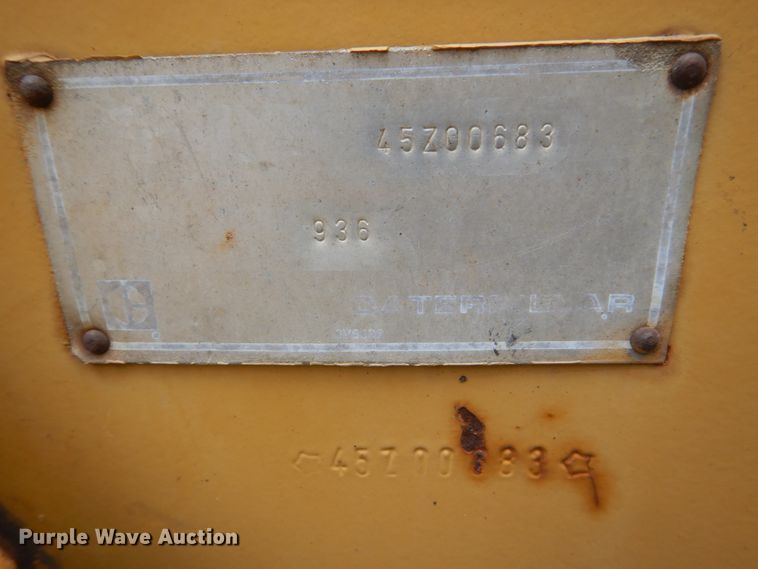 45Z00683
936
CATERPILLAR
45Z00683
Purple Wave Auction®